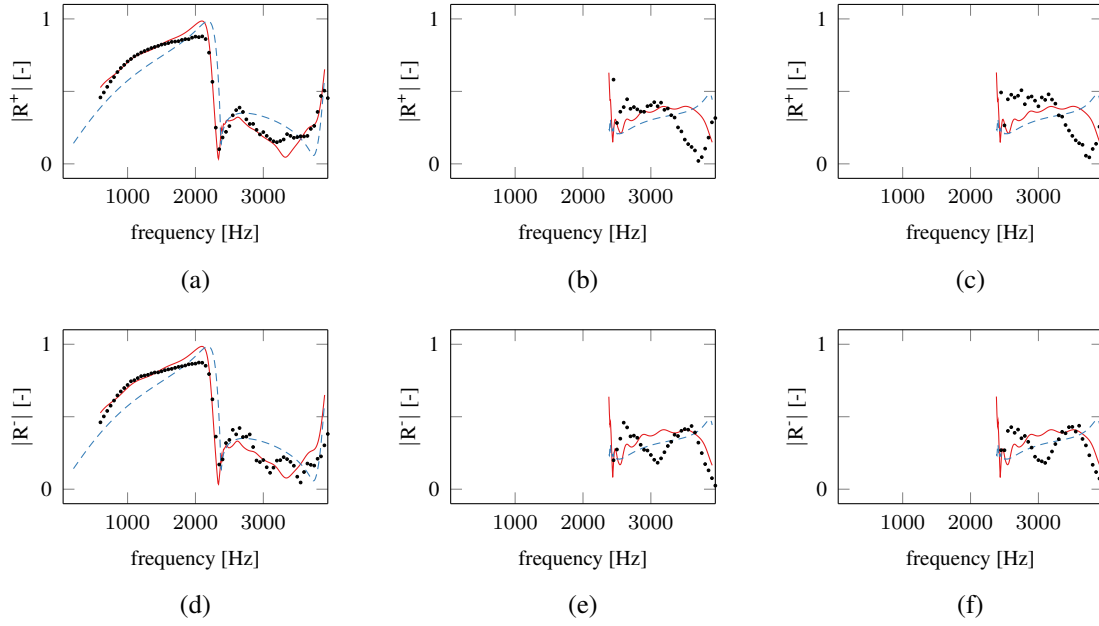 1
0
|R⁺| [-]
1000 2000 3000
frequency [Hz]
(a)
1
0
|R⁺| [-]
1000 2000 3000
frequency [Hz]
(b)
1
0
|R⁺| [-]
1000 2000 3000
frequency [Hz]
(c)
1
0
|R⁻| [-]
1000 2000 3000
frequency [Hz]
(d)
1
0
|R⁻| [-]
1000 2000 3000
frequency [Hz]
(e)
1
0
|R⁻| [-]
1000 2000 3000
frequency [Hz]
(f)